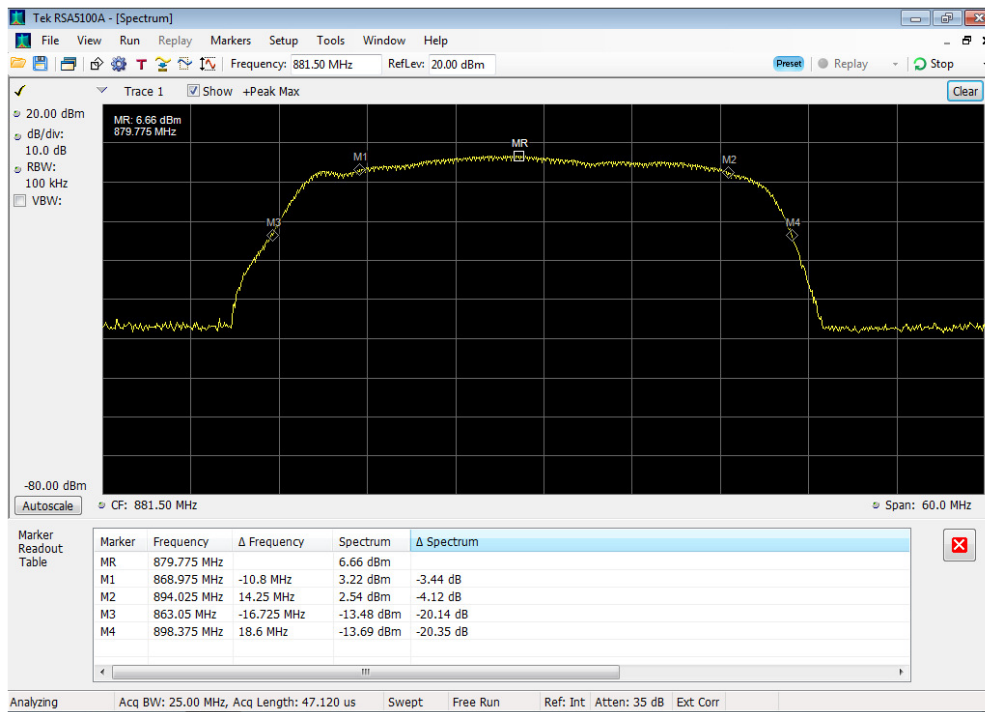 Tek RSA5100A - [Spectrum]
File View Run Replay Markers Setup Tools Window Help
T Frequency: 881.50 MHz RefLev: 20.00 dBm Preset Replay Stop
Trace 1 Show +Peak Max Clear
20.00 dBm
dB/div:
10.0 dB
RBW:
100 kHz
VBW:
-80.00 dBm
MR: 6.66 dBm
879.775 MHz
MR
M1
M2
M3
M4
Autoscale CF: 881.50 MHz Span: 60.0 MHz
Marker
Readout
Table
Marker Frequency Δ Frequency Spectrum Δ Spectrum
MR 879.775 MHz 6.66 dBm
M1 868.975 MHz -10.8 MHz 3.22 dBm -3.44 dB
M2 894.025 MHz 14.25 MHz 2.54 dBm -4.12 dB
M3 863.05 MHz -16.725 MHz -13.48 dBm -20.14 dB
M4 898.375 MHz 18.6 MHz -13.69 dBm -20.35 dB
Analyzing Acq BW: 25.00 MHz, Acq Length: 47.120 us Swept Free Run Ref: Int Atten: 35 dB Ext Corr